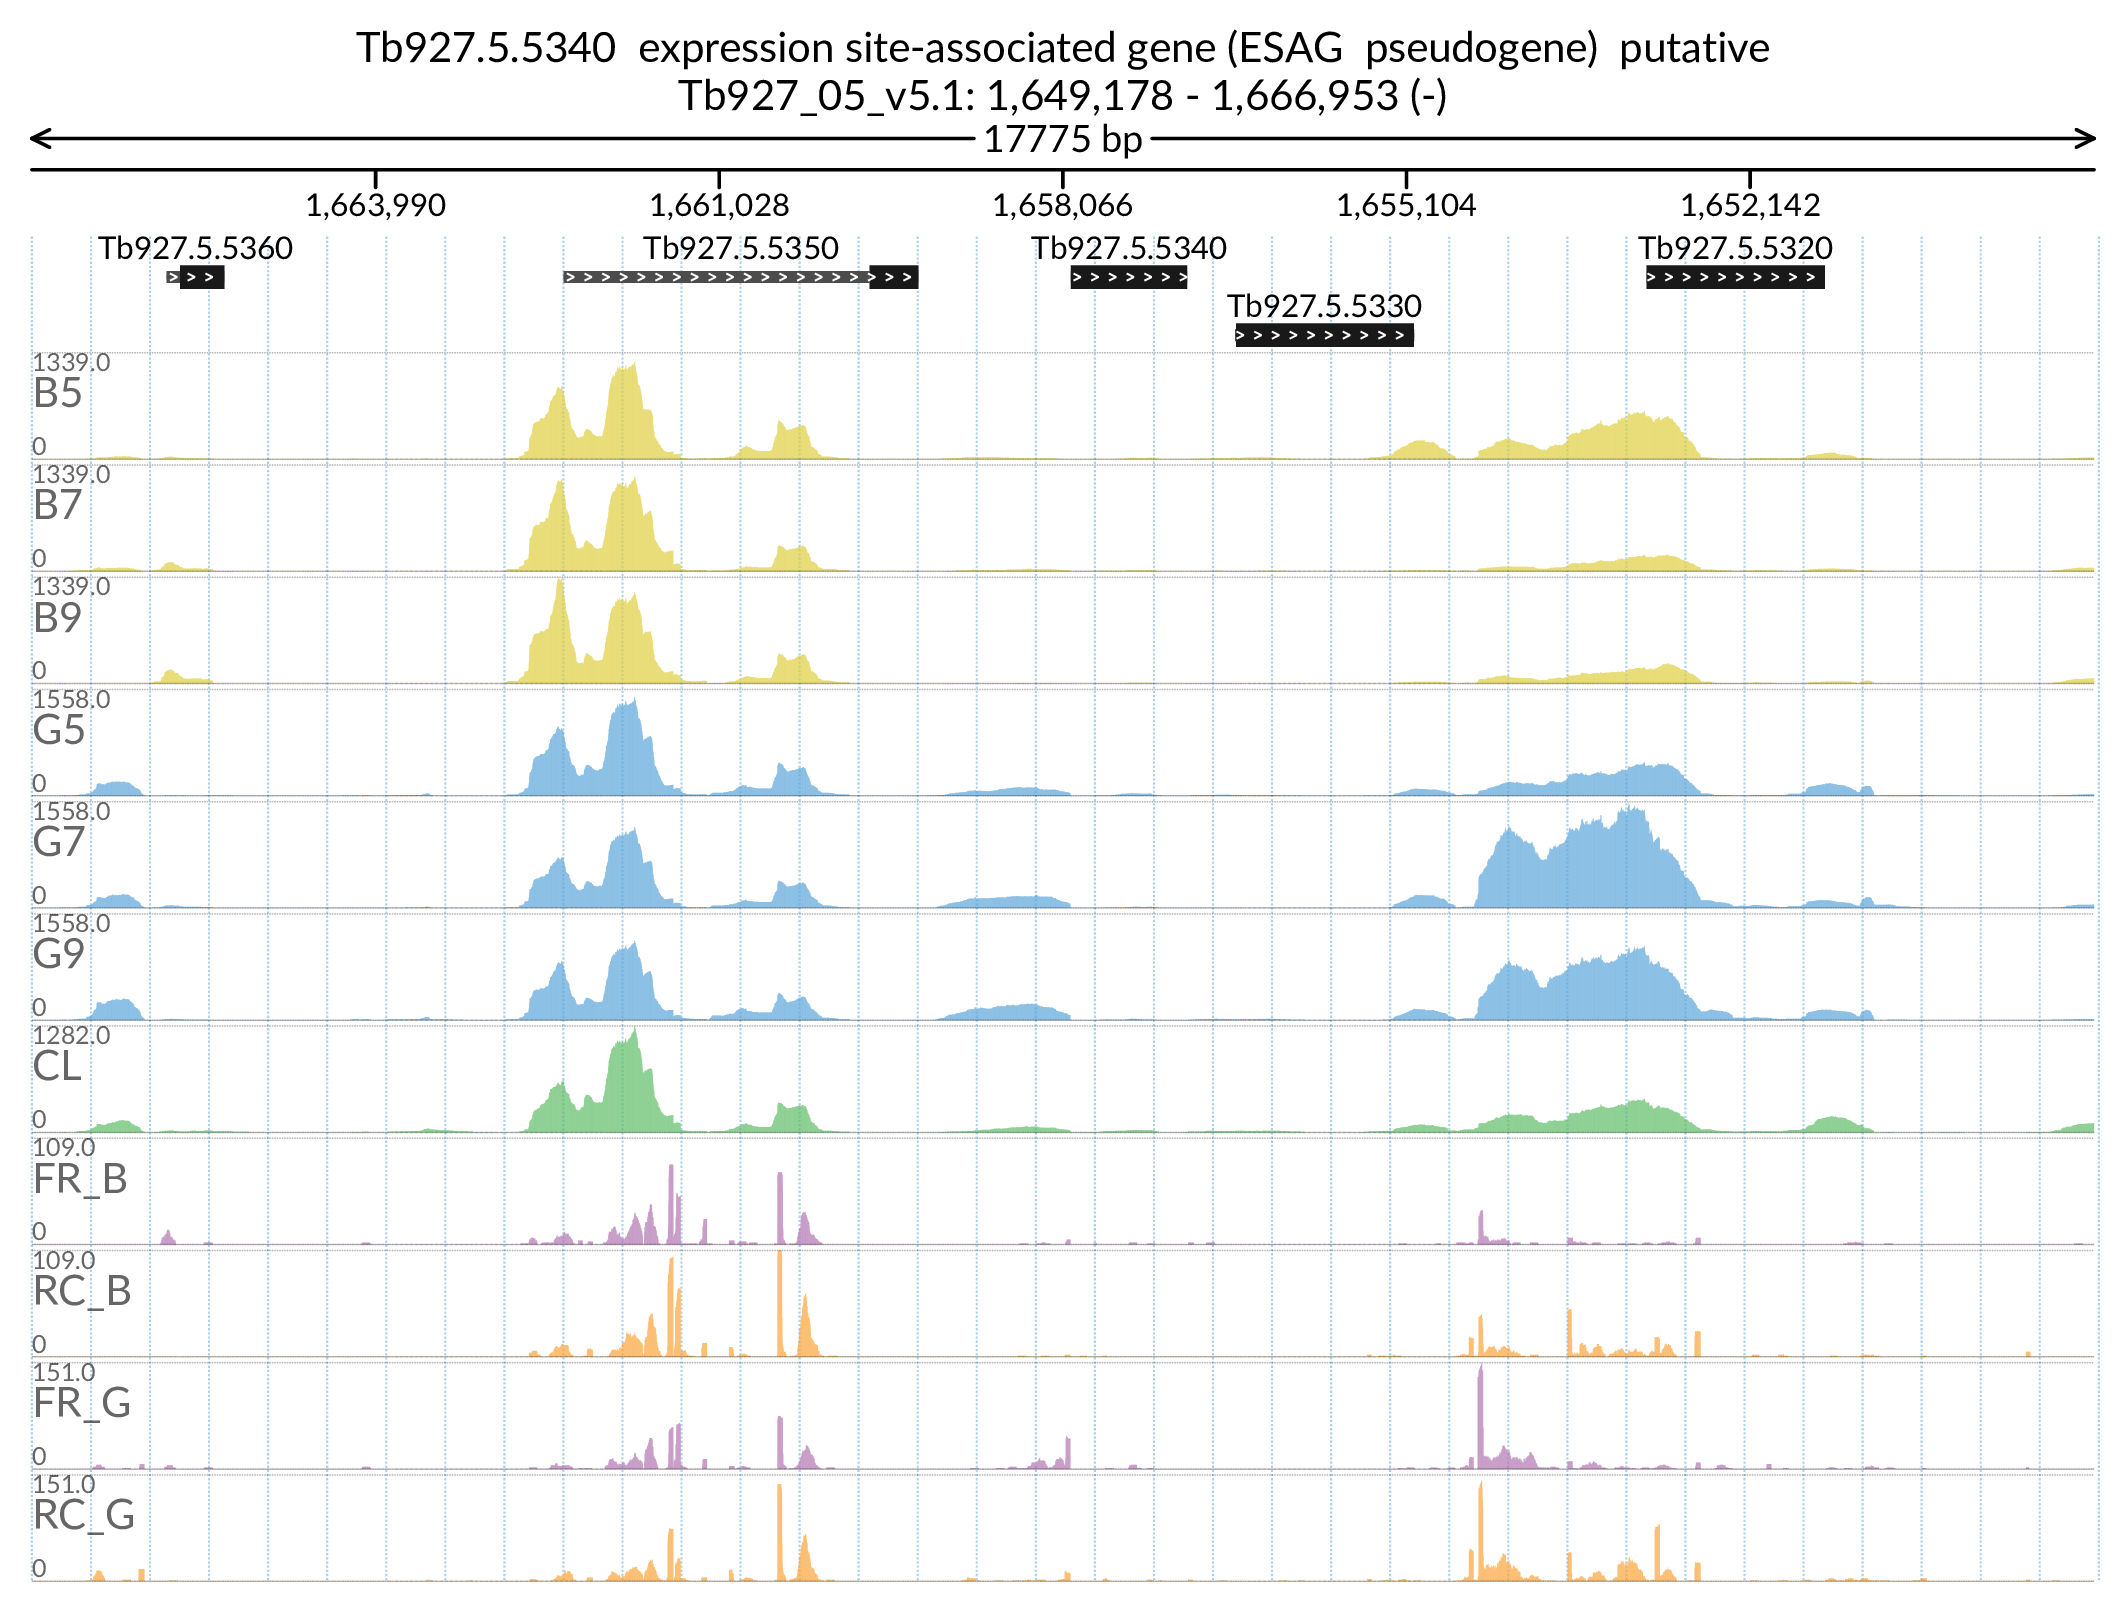 Tb927.5.5340 expression site-associated gene (ESAG pseudogene) putative
Tb927_05_v5.1: 1,649,178 - 1,666,953 (-)
17775 bp
1,663,990 1,661,028 1,658,066 1,655,104 1,652,142
Tb927.5.5360 Tb927.5.5350 Tb927.5.5340 Tb927.5.5320
Tb927.5.5330
1339.0
B5
0
1339.0
B7
0
1339.0
B9
0
1558.0
G5
0
1558.0
G7
0
1558.0
G9
0
1282.0
CL
0
109.0
FR_B
0
109.0
RC_B
0
151.0
FR_G
0
151.0
RC_G
0